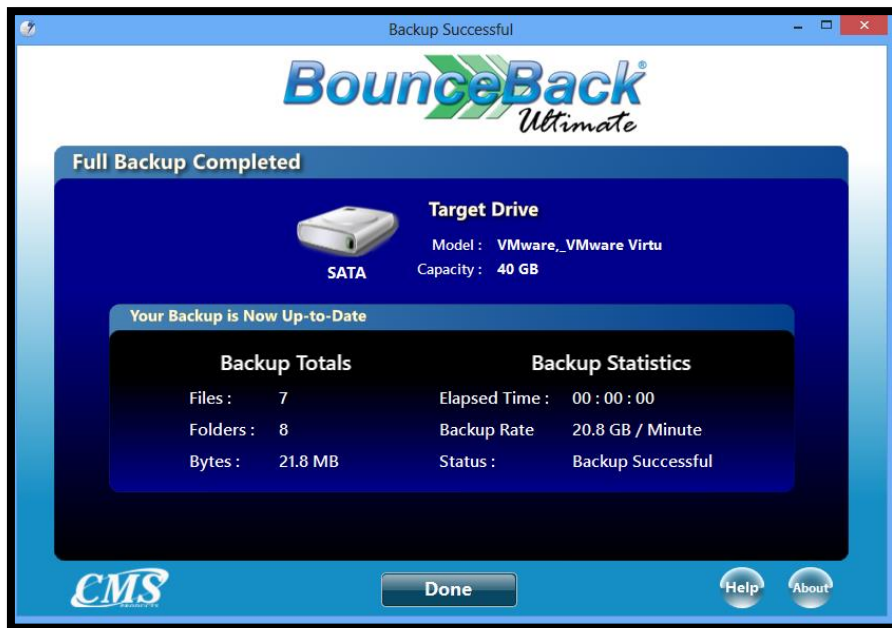 Backup Successful
BounceBack®
Ultimate
Full Backup Completed
Target Drive
Model : VMware,_VMware Virtu
SATA
Capacity : 40 GB
Your Backup is Now Up-to-Date
Backup Totals
Backup Statistics
Files : 7
Elapsed Time : 00 : 00 : 00
Folders : 8
Backup Rate 20.8 GB / Minute
Bytes : 21.8 MB
Status : Backup Successful
CMS
PRODUCTS
Done
Help
About